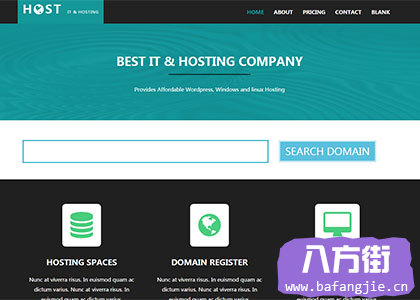 HOST IT & HOSTING
HOME ABOUT PRICING CONTACT BLANK
BEST IT & HOSTING COMPANY
Provides Affordable Wordpress, Windows and linux Hosting
SEARCH DOMAIN
HOSTING SPACES
Nunc at viverra risus. In euismod quam ac
dictum varius. Nunc at viverra risus. In
euismod quam ac dictum varius
DOMAIN REGISTER
Nunc at viverra risus. In euismod quam ac
dictum varius. Nunc at viverra risus. In
euismod quam ac dictum varius
八方街
www.bafangjie.cn